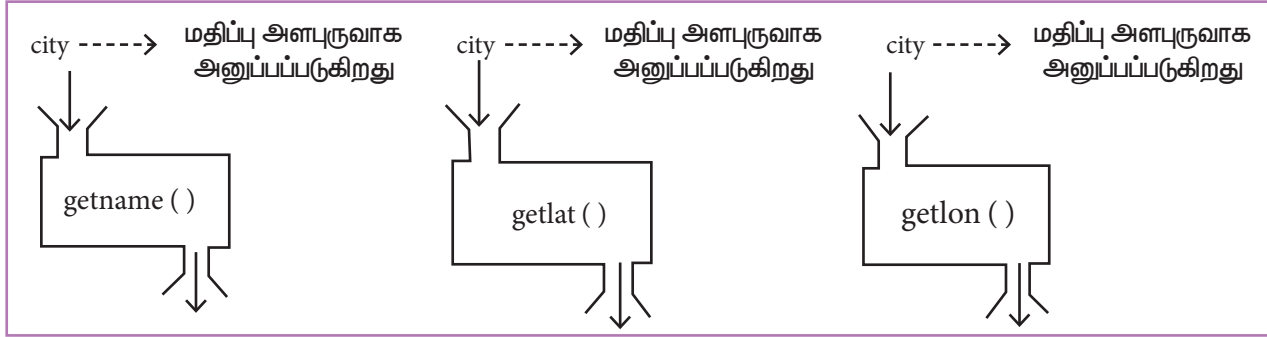 city மதிப்பு அளபுருவாக
அனுப்பப்படுகிறது
city மதிப்பு அளபுருவாக
அனுப்பப்படுகிறது
city மதிப்பு அளபுருவாக
அனுப்பப்படுகிறது
getname ( )
getlat ( )
getlon ( )